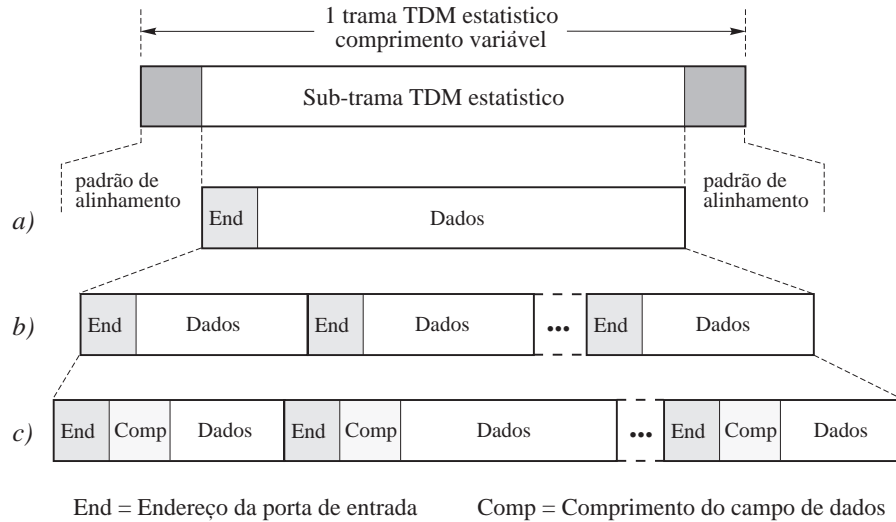 1 trama TDM estatistico
comprimento variável
Sub-trama TDM estatistico
padrão de
alinhamento
padrão de
alinhamento
a)
End Dados
b)
End Dados End Dados ... End Dados
c)
End Comp Dados End Comp Dados ... End Comp Dados
End = Endereço da porta de entrada Comp = Comprimento do campo de dados